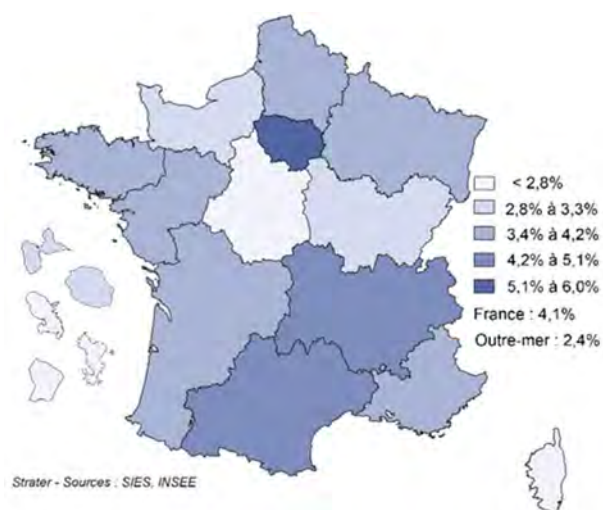 < 2,8%
2,8% à 3,3%
3,4% à 4,2%
4,2% à 5,1%
5,1% à 6,0%
France : 4,1%
Outre-mer : 2,4%
Strater - Sources : SIES, INSEE